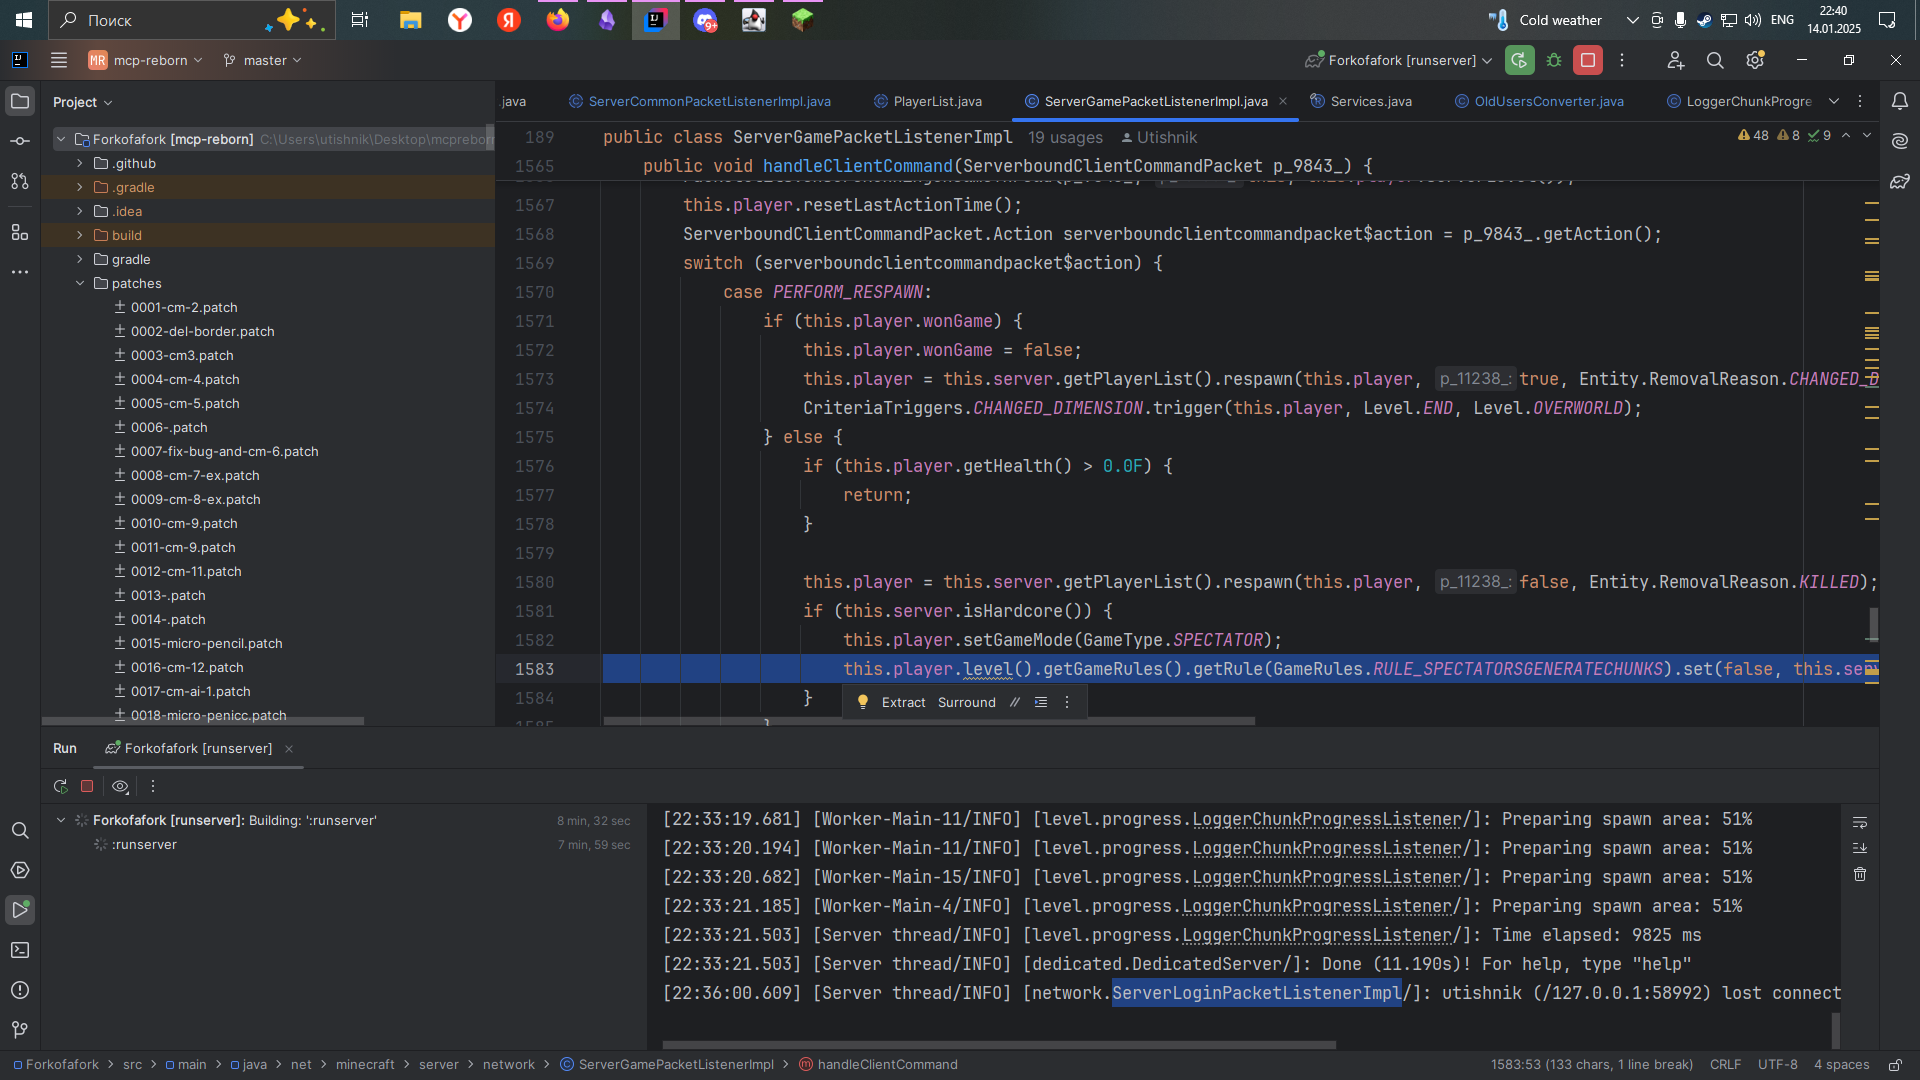 Поиск
9+
Cold weather
ENG
22:40
14.01.2025
MR
mcp-reborn
master
Forkofafork [runserver]
Project
.java
ServerCommonPacketListenerImpl.java
PlayerList.java
ServerGamePacketListenerImpl.java
Services.java
OldUsersConverter.java
LoggerChunkProgre
Forkofafork [mcp-reborn] C:\Users\utishnik\Desktop\mcprebor
.github
.gradle
.idea
build
gradle
patches
0001-cm-2.patch
0002-del-border.patch
0003-cm3.patch
0004-cm-4.patch
0005-cm-5.patch
0006-.patch
0007-fix-bug-and-cm-6.patch
0008-cm-7-ex.patch
0009-cm-8-ex.patch
0010-cm-9.patch
0011-cm-9.patch
0012-cm-11.patch
0013-.patch
0014-.patch
0015-micro-pencil.patch
0016-cm-12.patch
0017-cm-ai-1.patch
0018-micro-penicc.patch
48 8 9
189 public class ServerGamePacketListenerImpl 19 usages Utishnik
1565 public void handleClientCommand(ServerboundClientCommandPacket p_9843_) {
1567 this.player.resetLastActionTime();
1568 ServerboundClientCommandPacket.Action serverboundclientcommandpacket$action = p_9843_.getAction();
1569 switch (serverboundclientcommandpacket$action) {
1570 case PERFORM_RESPAWN:
1571 if (this.player.wonGame) {
1572 this.player.wonGame = false;
1573 this.player = this.server.getPlayerList().respawn(this.player, p_11238_: true, Entity.RemovalReason.CHANGED_D
1574 CriteriaTriggers.CHANGED_DIMENSION.trigger(this.player, Level.END, Level.OVERWORLD);
1575 } else {
1576 if (this.player.getHealth() > 0.0F) {
1577 return;
1578 }
1579
1580 this.player = this.server.getPlayerList().respawn(this.player, p_11238_: false, Entity.RemovalReason.KILLED);
1581 if (this.server.isHardcore()) {
1582 this.player.setGameMode(GameType.SPECTATOR);
1583 this.player.level().getGameRules().getRule(GameRules.RULE_SPECTATORSGENERATECHUNKS).set(false, this.ser
1584 }
Extract Surround //
Run
Forkofafork [runserver]
Forkofafork [runserver]: Building: ':runserver' 8 min, 32 sec
:runserver 7 min, 59 sec
[22:33:19.681] [Worker-Main-11/INFO] [level.progress.LoggerChunkProgressListener/]: Preparing spawn area: 51%
[22:33:20.194] [Worker-Main-11/INFO] [level.progress.LoggerChunkProgressListener/]: Preparing spawn area: 51%
[22:33:20.682] [Worker-Main-15/INFO] [level.progress.LoggerChunkProgressListener/]: Preparing spawn area: 51%
[22:33:21.185] [Worker-Main-4/INFO] [level.progress.LoggerChunkProgressListener/]: Preparing spawn area: 51%
[22:33:21.503] [Server thread/INFO] [level.progress.LoggerChunkProgressListener/]: Time elapsed: 9825 ms
[22:33:21.503] [Server thread/INFO] [dedicated.DedicatedServer/]: Done (11.190s)! For help, type "help"
[22:36:00.609] [Server thread/INFO] [network.ServerLoginPacketListenerImpl/]: utishnik (/127.0.0.1:58992) lost connect
Forkofafork > src > main > java > net > minecraft > server > network > ServerGamePacketListenerImpl > handleClientCommand
1583:53 (133 chars, 1 line break) CRLF UTF-8 4 spaces